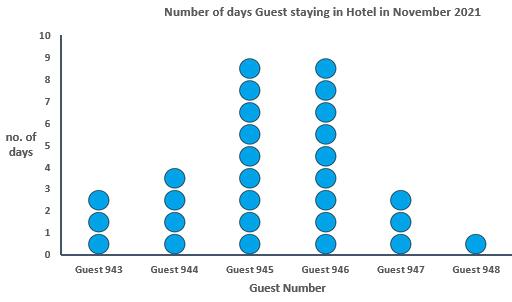 Number of days Guest staying in Hotel in November 2021
10
9
8
7
6
5
4
3
2
1
0
no. of
days
Guest 943 Guest 944 Guest 945 Guest 946 Guest 947 Guest 948
Guest Number